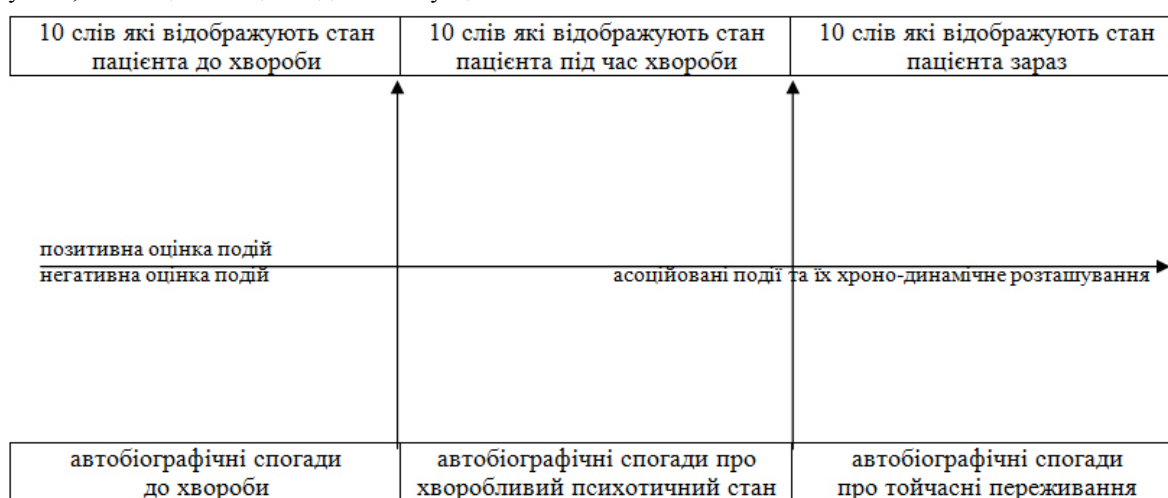 10 слів які відображують стан
пацієнта до хвороби
10 слів які відображують стан
пацієнта під час хвороби
10 слів які відображують стан
пацієнта зараз
позитивна оцінка подій
негативна оцінка подій
асоційовані події та їх хроно-динамічне розташування
автобіографічні спогади
до хвороби
автобіографічні спогади про
хворобливий психотичний стан
автобіографічні спогади
про тойчасні переживання